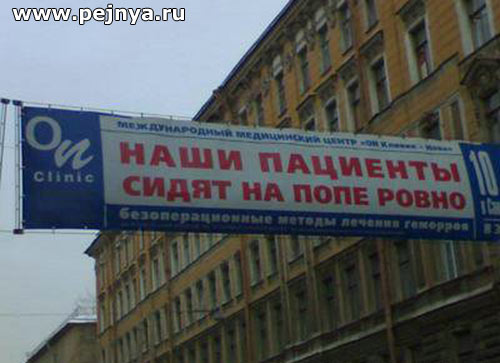 www.pejnya.ru
On
Clinic
МЕЖДУНАРОДНЫЙ МЕДИЦИНСКИЙ ЦЕНТР «ОН Клиник – Нева»
НАШИ ПАЦИЕНТЫ
СИДЯТ НА ПОПЕ РОВНО
безоперационные методы лечения геморроя
10